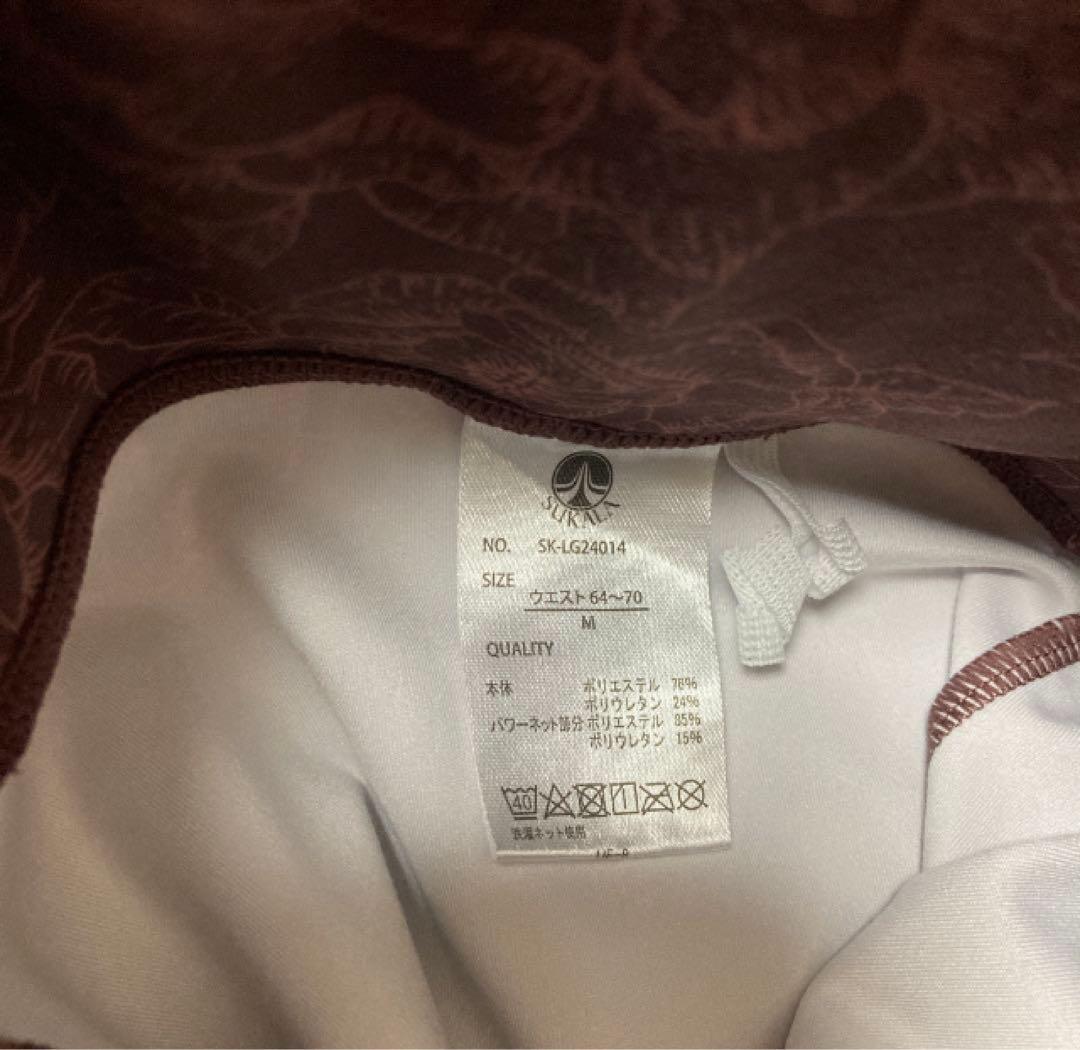 SUKALA
NO. SK-LG24014
SIZE
ウエスト 64〜70
M
QUALITY
本体 ポリエステル 76%
ポリウレタン 24%
パワーネット部分 ポリエステル 85%
ポリウレタン 15%
40
洗濯ネット使用